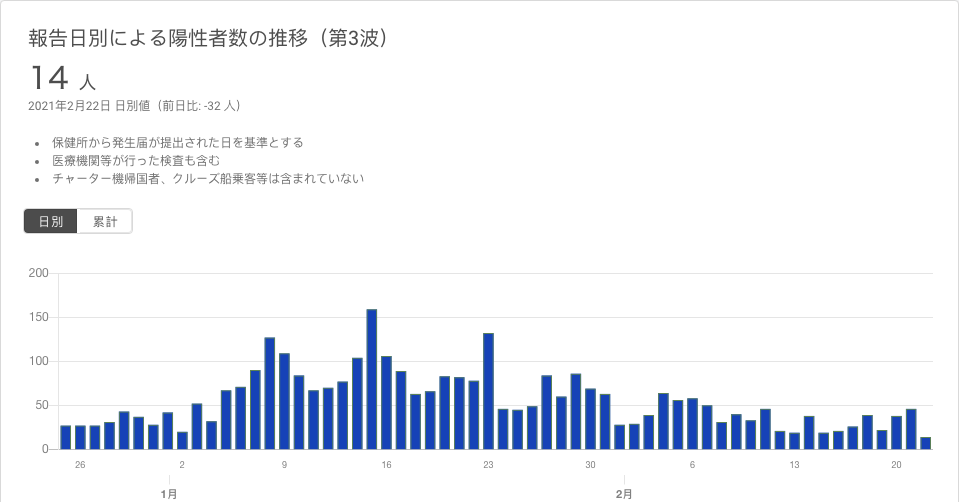 報告日別による陽性者数の推移（第3波）
14 人
2021年2月22日 日別値（前日比: -32 人）
• 保健所から発生届が提出された日を基準とする
• 医療機関等が行った検査も含む
• チャーター機帰国者、クルーズ船乗客等は含まれていない
日別 累計
200
150
100
50
0
26 2 9 16 23 30 6 13 20
1月 2月